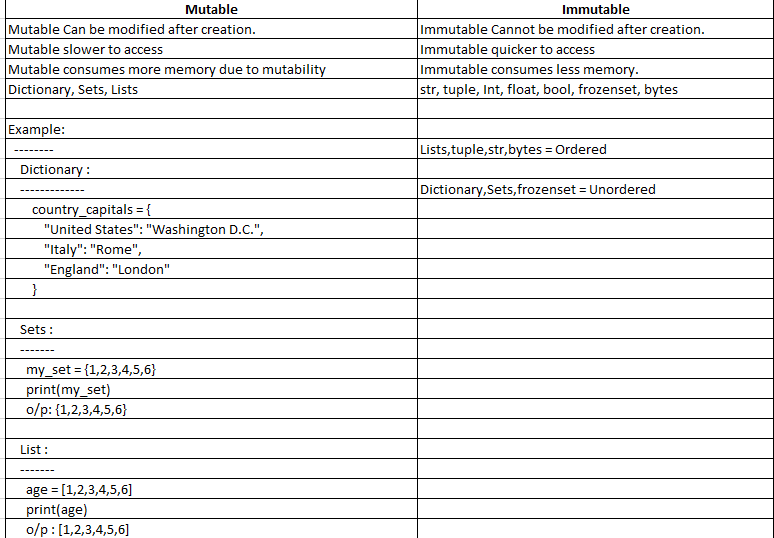 Mutable Immutable
Mutable Can be modified after creation. Immutable Cannot be modified after creation.
Mutable slower to access Immutable quicker to access
Mutable consumes more memory due to mutability Immutable consumes less memory.
Dictionary, Sets, Lists str, tuple, Int, float, bool, frozenset, bytes
Example:
-------- Lists,tuple,str,bytes = Ordered
Dictionary :
------------- Dictionary,Sets,frozenset = Unordered
country_capitals = {
"United States": "Washington D.C.",
"Italy": "Rome",
"England": "London"
}
Sets :
-------
my_set = {1,2,3,4,5,6}
print(my_set)
o/p: {1,2,3,4,5,6}
List :
-------
age = [1,2,3,4,5,6]
print(age)
o/p : [1,2,3,4,5,6]